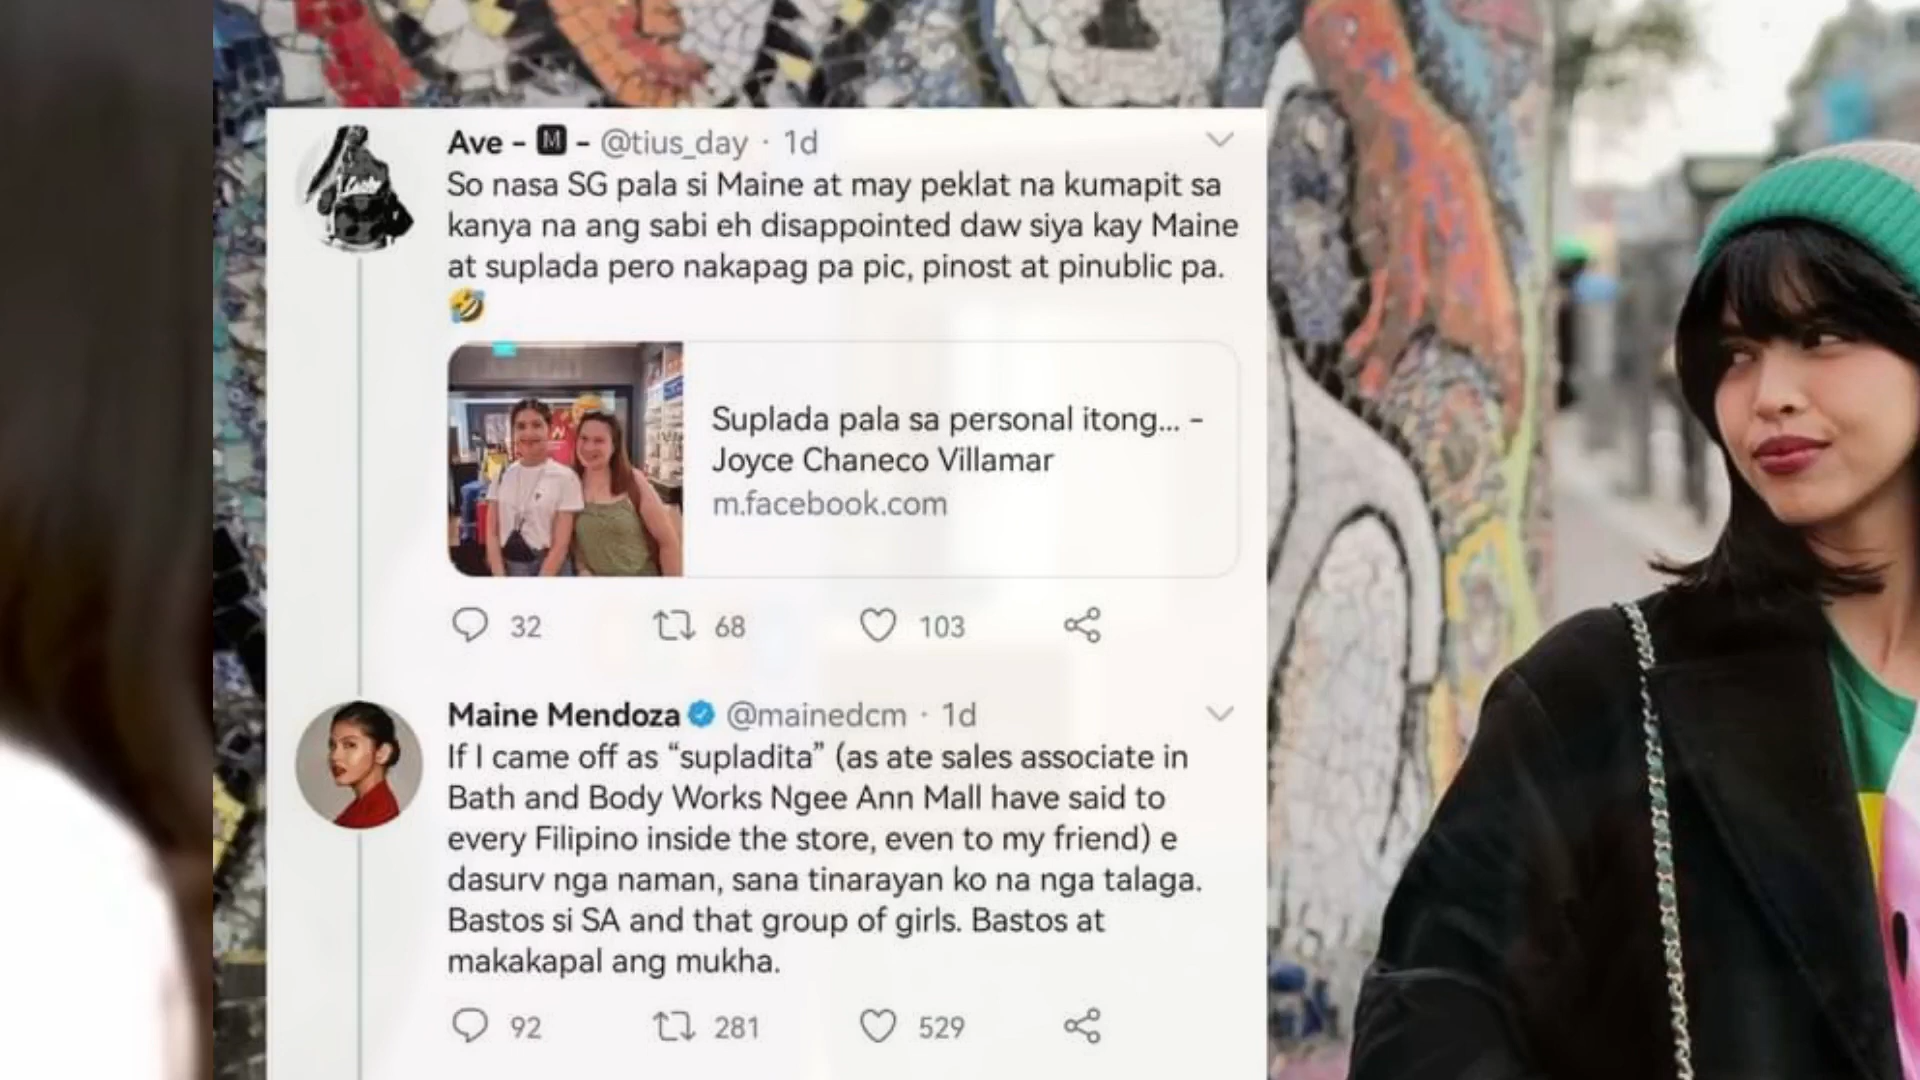 Ave - M - @tius_day · 1d
So nasa SG pala si Maine at may peklat na kumapit sa
kanya na ang sabi eh disappointed daw siya kay Maine
at suplada pero nakapag pa pic, pinost at pinublic pa.
🤣
Suplada pala sa personal itong... -
Joyce Chaneco Villamar
m.facebook.com
32 68 103
Maine Mendoza @mainedcm · 1d
If I came off as “supladita” (as ate sales associate in
Bath and Body Works Ngee Ann Mall have said to
every Filipino inside the store, even to my friend) e
dasurv nga naman, sana tinarayan ko na nga talaga.
Bastos si SA and that group of girls. Bastos at
makakapal ang mukha.
92 281 529